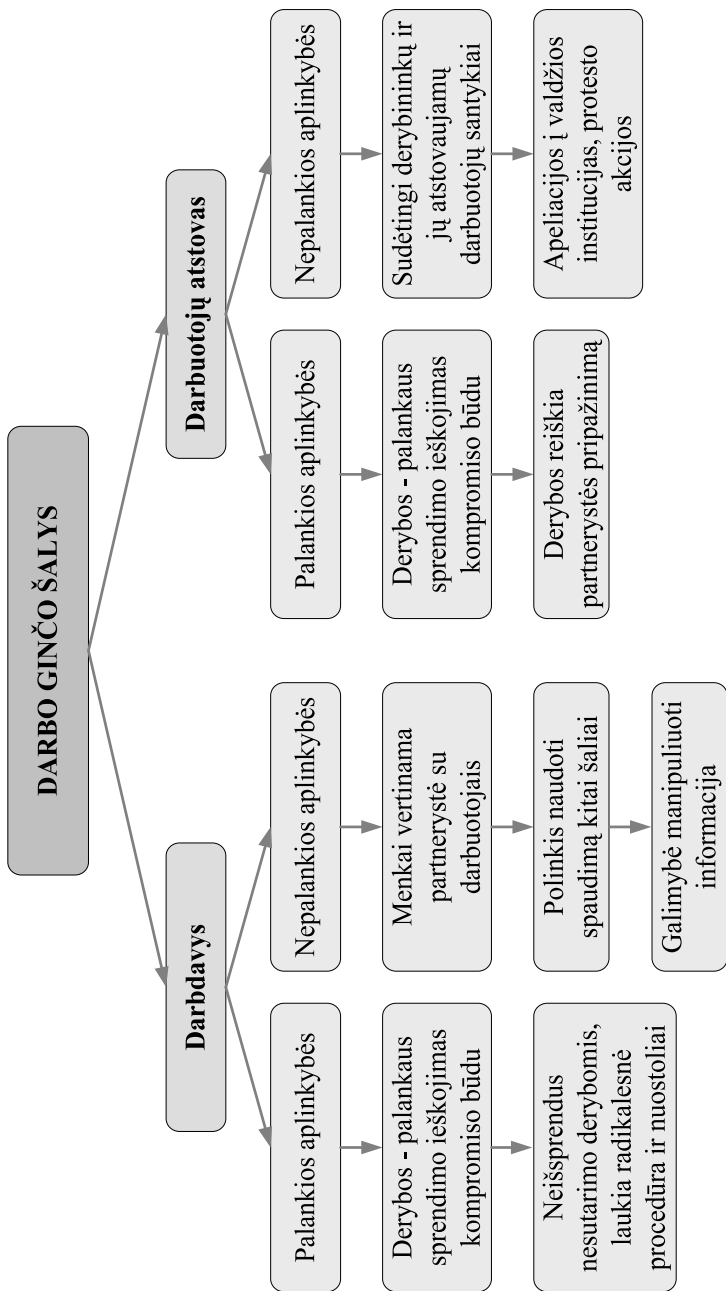 DARBO GINČO ŠALYS
Darbdavys
Darbuotojų atstovas
Palankios aplinkybės
Nepalankios aplinkybės
Palankios aplinkybės
Nepalankios aplinkybės
Derybos - palankaus
sprendimo ieškojimas
kompromiso būdu
Menkai vertinama
partnerystė su
darbuotojais
Derybos - palankaus
sprendimo ieškojimas
kompromiso būdu
Sudėtingi derybininkų ir
jų atstovaujamų
darbuotojų santykiai
Neišsprendus
nesutarimo derybomis,
laukia radikalesnė
procedūra ir nuostoliai
Polinkis naudoti
spaudimą kitai šaliai
Derybos reiškia
partnerystės pripažinimą
Apeliacijos į valdžios
institucijas, protesto
akcijos
Galimybė manipuliuoti
informacija